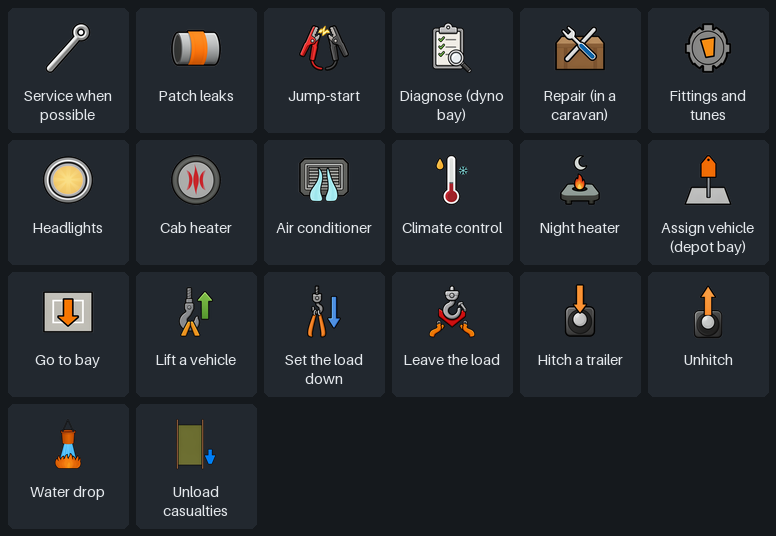 Service when
possible
Patch leaks
Jump-start
Diagnose (dyno
bay)
Repair (in a
caravan)
Fittings and
tunes
Headlights
Cab heater
Air conditioner
Climate control
Night heater
Assign vehicle
(depot bay)
Go to bay
Lift a vehicle
Set the load
down
Leave the load
Hitch a trailer
Unhitch
Water drop
Unload
casualties